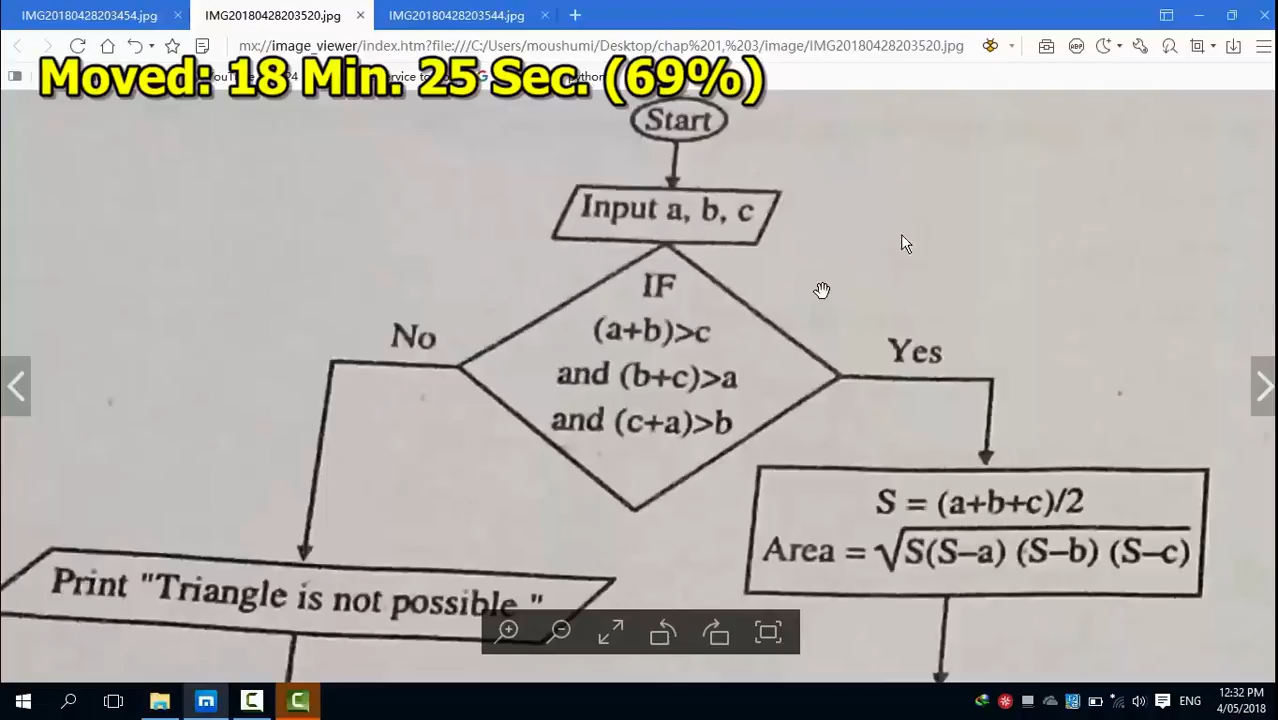 IMG20180428203454.jpg
IMG20180428203520.jpg
IMG20180428203544.jpg
mx://image_viewer/index.htm?file:///C:/Users/moushumi/Desktop/chap%201,%203/image/IMG20180428203520.jpg
Moved: 18 Min. 25 Sec. (69%)
Start
Input a, b, c
IF
(a+b)>c
and (b+c)>a
and (c+a)>b
No
Yes
S = (a+b+c)/2
Area = √S(S–a) (S–b) (S–c)
Print "Triangle is not possible "
ENG
12:32 PM
4/05/2018